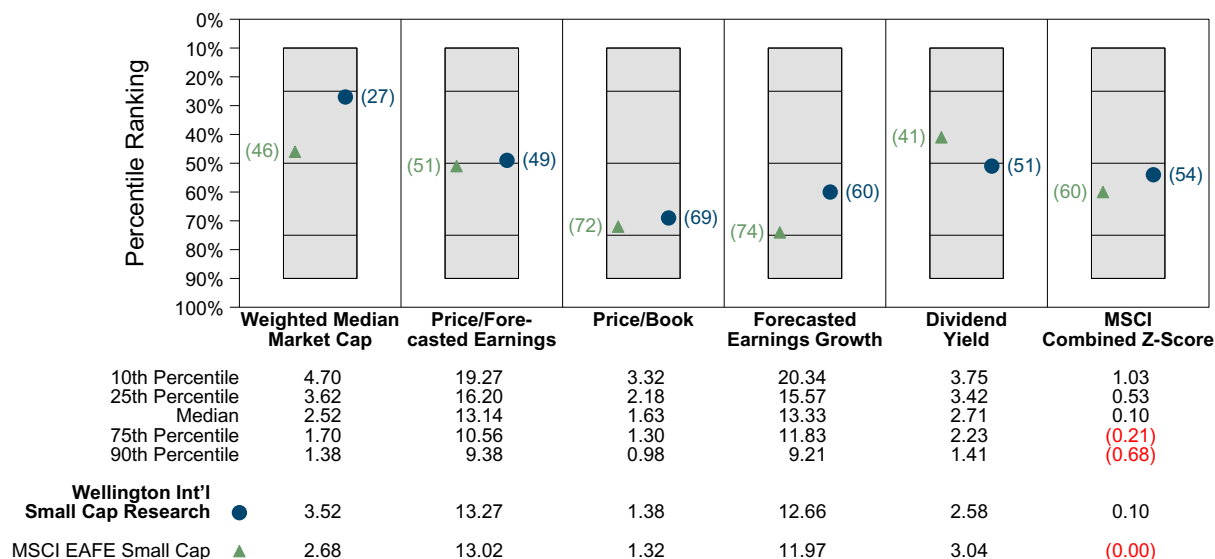 Percentile Ranking
0%
10%
20%
30%
40%
50%
60%
70%
80%
90%
100%
(46) (27)
(51) (49)
(72) (69)
(74) (60)
(41) (51)
(60) (54)
Weighted Median
Market Cap
Price/Fore-
casted Earnings
Price/Book
Forecasted
Earnings Growth
Dividend
Yield
MSCI
Combined Z-Score
10th Percentile 4.70 19.27 3.32 20.34 3.75 1.03
25th Percentile 3.62 16.20 2.18 15.57 3.42 0.53
Median 2.52 13.14 1.63 13.33 2.71 0.10
75th Percentile 1.70 10.56 1.30 11.83 2.23 (0.21)
90th Percentile 1.38 9.38 0.98 9.21 1.41 (0.68)
Wellington Int’l
Small Cap Research 3.52 13.27 1.38 12.66 2.58 0.10
MSCI EAFE Small Cap 2.68 13.02 1.32 11.97 3.04 (0.00)